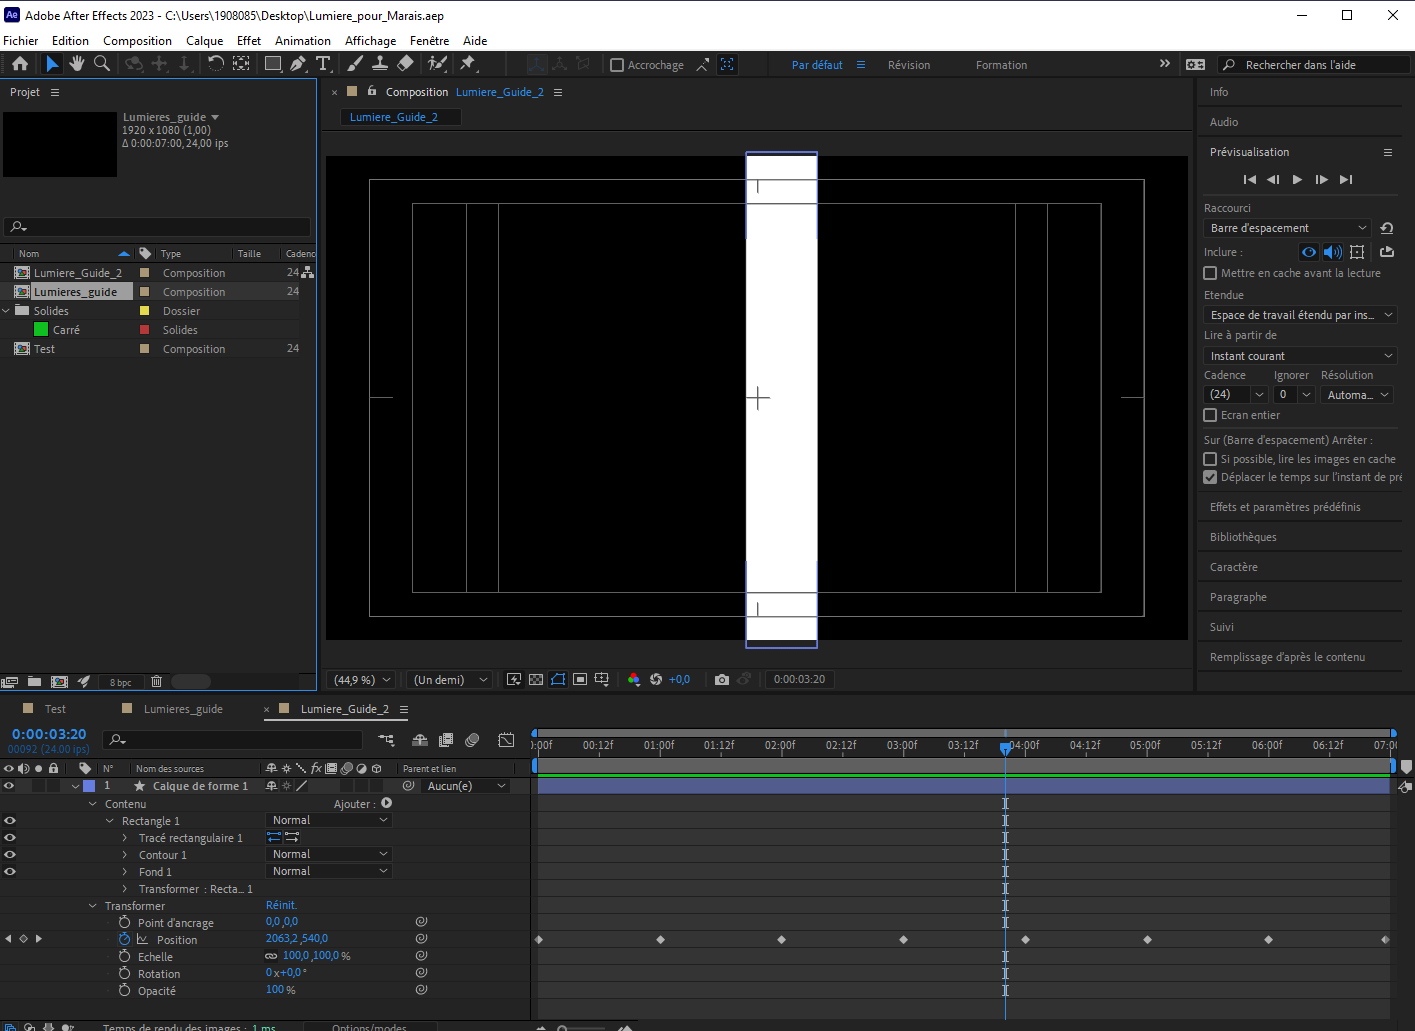 Adobe After Effects 2023 - C:\Users\1908085\Desktop\Lumiere_pour_Marais.aep
Fichier Edition Composition Calque Effet Animation Affichage Fenêtre Aide
Accrochage
Par défaut
Révision
Formation
Rechercher dans l'aide
Projet
Lumieres_guide
1920 x 1080 (1,00)
Δ 0:00:07:00, 24,00 ips
Nom Type Taille Cadenc
Lumiere_Guide_2 Composition 24
Lumieres_guide Composition 24
Solides Dossier
Carré Solides
Test Composition 24
8 bpc
Composition Lumiere_Guide_2
Lumiere_Guide_2
(44,9 %)
(Un demi)
+0,0
0:00:03:20
Info
Audio
Prévisualisation
Raccourci
Barre d'espacement
Inclure :
Mettre en cache avant la lecture
Etendue
Espace de travail étendu par ins...
Lire à partir de
Instant courant
Cadence Ignorer Résolution
(24) 0 Automa...
Ecran entier
Sur (Barre d'espacement) Arrêter :
Si possible, lire les images en cache
Déplacer le temps sur l'instant de pré
Effets et paramètres prédéfinis
Bibliothèques
Caractère
Paragraphe
Suivi
Remplissage d'après le contenu
Test
Lumieres_guide
Lumiere_Guide_2
0:00:03:20
00092 (24.00 ips)
:00f 00:12f 01:00f 01:12f 02:00f 02:12f 03:00f 03:12f 04:00f 04:12f 05:00f 05:12f 06:00f 06:12f 07:00
N° Nom des sources Parent et lien
1 Calque de forme 1 Aucun(e)
Contenu Ajouter :
Rectangle 1 Normal
Tracé rectangulaire 1
Contour 1 Normal
Fond 1 Normal
Transformer : Recta... 1
Transformer Réinit.
Point d'ancrage 0,0,0,0
Position 2063,2,540,0
Echelle 100,0,100,0 %
Rotation 0 x+0,0 °
Opacité 100 %
Temps de rendu des images : 1 ms
Options/modes